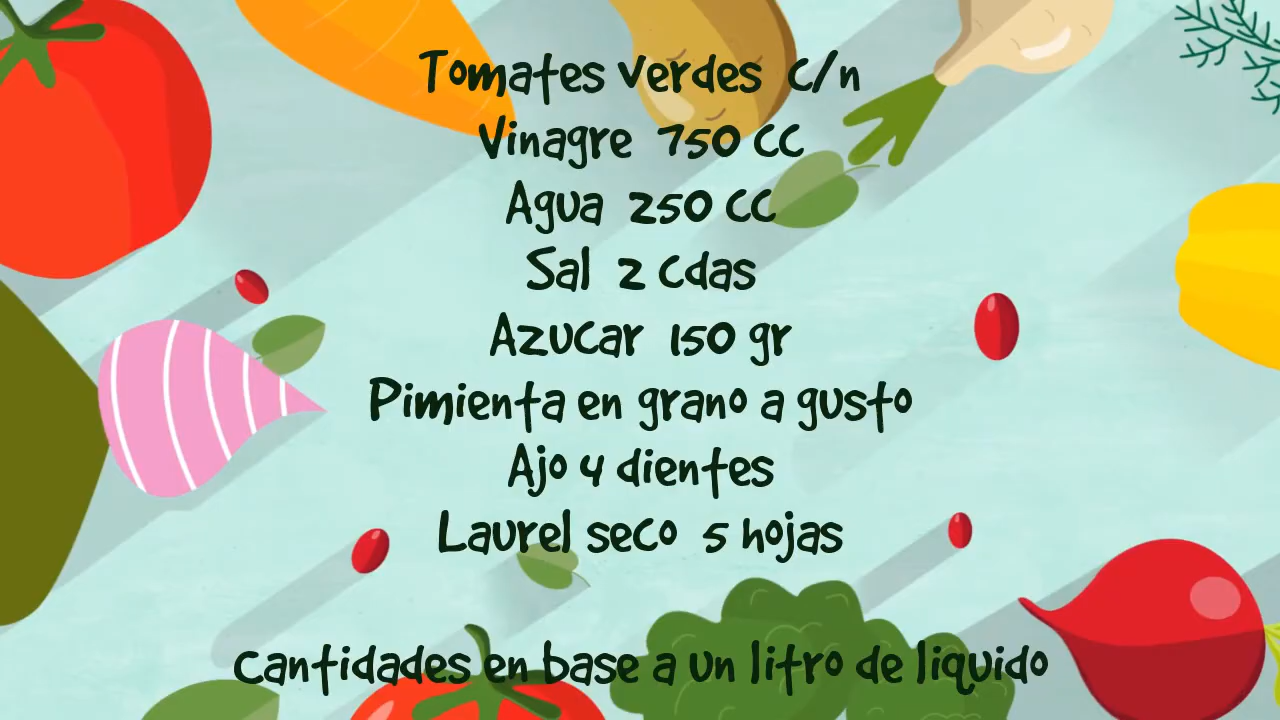 Tomates verdes c/n
Vinagre 750 CC
Agua 250 CC
Sal 2 Cdas
Azucar 150 gr
Pimienta en grano a gusto
Ajo 4 dientes
Laurel seco 5 hojas
Cantidades en base a un litro de liquido